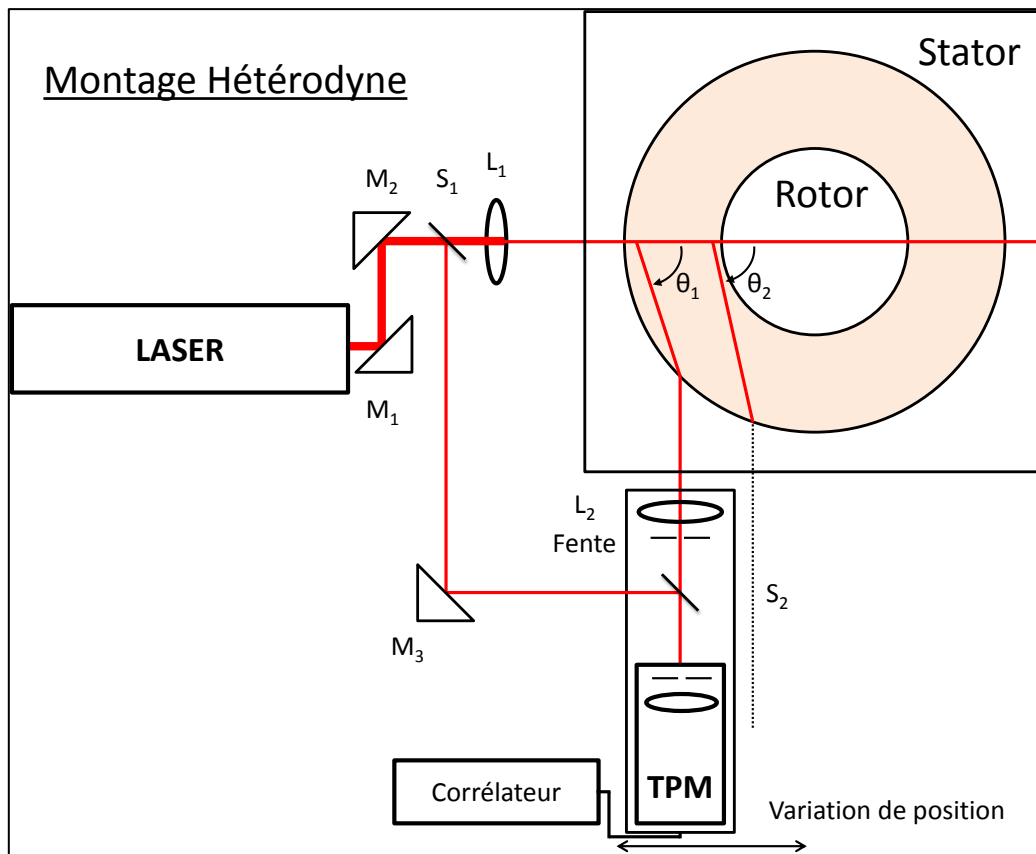 Montage Hétérodyne
Stator
Rotor
M2
S1
L1
θ1
θ2
LASER
M1
L2
Fente
S2
M3
TPM
Corrélateur
Variation de position